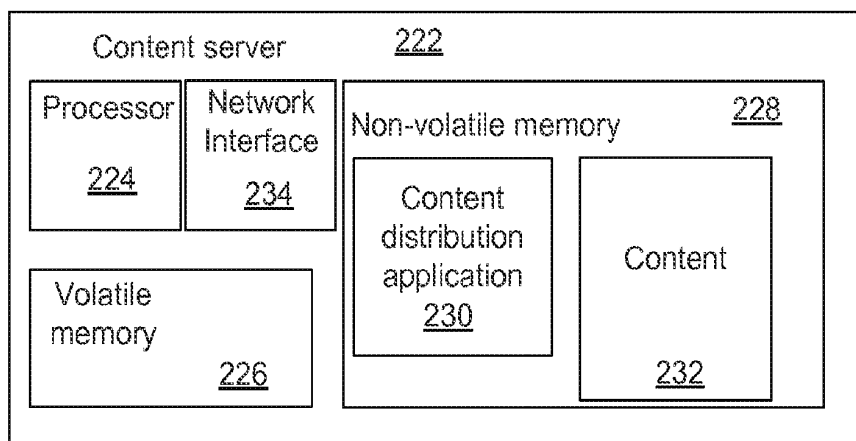 Content server 222
Processor
224
Network
Interface
234
Non-volatile memory 228
Content
distribution
application
230
Content
232
Volatile
memory
226